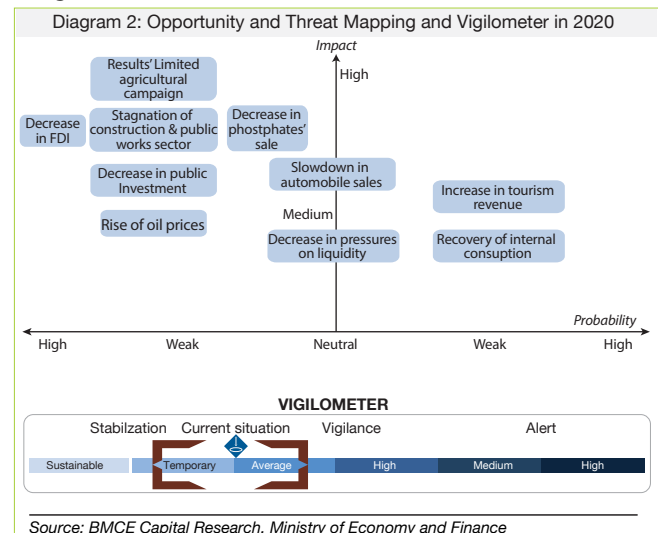 Diagram 2: Opportunity and Threat Mapping and Vigilometer in 2020
Impact
High
Results' Limited
agricultural
campaign
Decrease
in FDI
Stagnation of
construction & public
works sector
Decrease in
phostphates'
sale
Decrease in public
Investment
Slowdown in
automobile sales
Increase in tourism
revenue
Rise of oil prices
Medium
Decrease in pressures
on liquidity
Recovery of internal
consuption
Probability
High
Weak
Neutral
Weak
High
VIGILOMETER
Stabilzation
Current situation
Vigilance
Alert
Sustainable
Temporary
Average
High
Medium
High
Source: BMCE Capital Research, Ministry of Economy and Finance